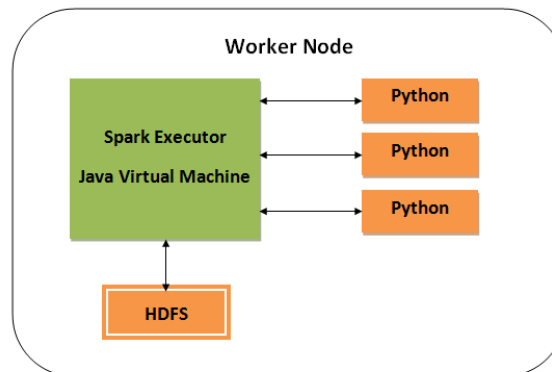 Worker Node
Spark Executor
Java Virtual Machine
Python
Python
Python
HDFS